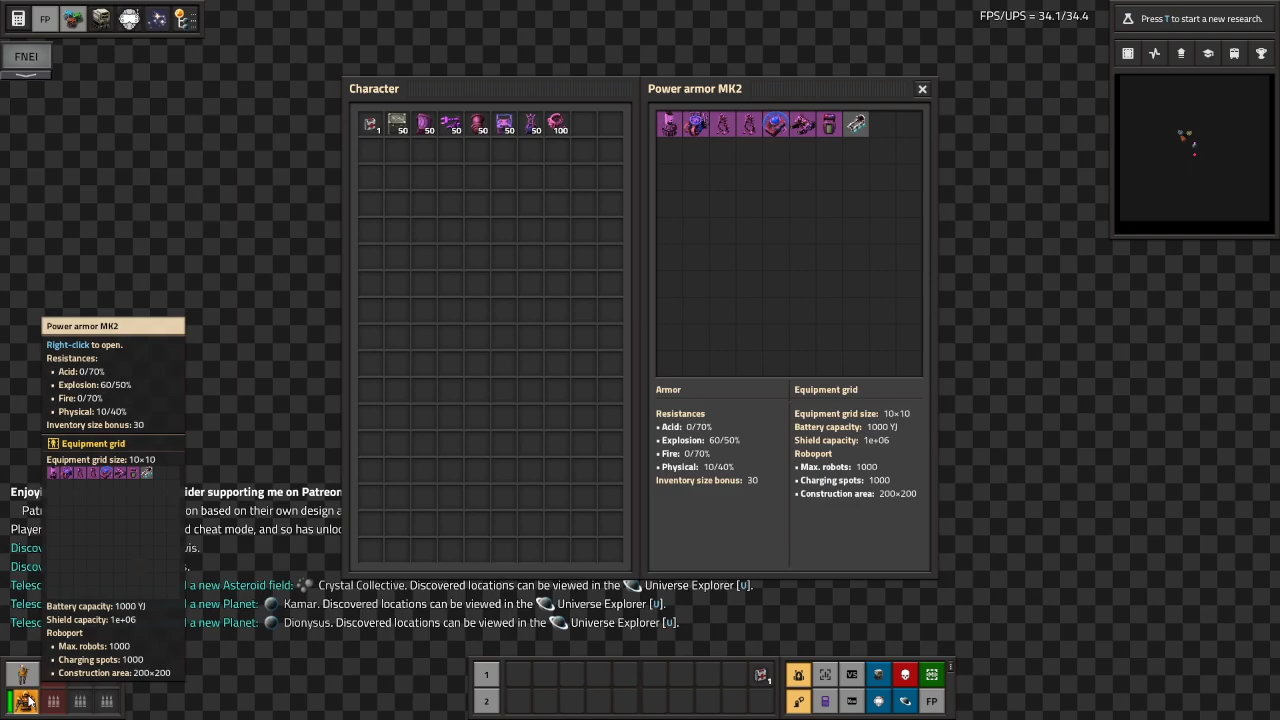 FP
FPS/UPS = 34.1/34.4
Press T to start a new research.
FNEI
Character
Power armor MK2
1 50 50 50 50 50 50 100
Power armor MK2
Right-click to open.
Resistances:
• Acid: 0/70%
• Explosion: 60/50%
• Fire: 0/70%
• Physical: 10/40%
Inventory size bonus: 30
Equipment grid
Equipment grid size: 10×10
Battery capacity: 1000 YJ
Shield capacity: 1e+06
Roboport
• Max. robots: 1000
• Charging spots: 1000
• Construction area: 200×200
Armor
Resistances
• Acid: 0/70%
• Explosion: 60/50%
• Fire: 0/70%
• Physical: 10/40%
Inventory size bonus: 30
Equipment grid
Equipment grid size: 10×10
Battery capacity: 1000 YJ
Shield capacity: 1e+06
Roboport
• Max. robots: 1000
• Charging spots: 1000
• Construction area: 200×200
Enjoyi ider supporting me on Patreon
Patr on based on their own design a
Player d cheat mode, and so has unloc
Discov vis.
Discov
Telesc d a new Asteroid field: Crystal Collective. Discovered locations can be viewed in the Universe Explorer [U].
Telesc d a new Planet: Kamar. Discovered locations can be viewed in the Universe Explorer [U].
Telesc d a new Planet: Dionysus. Discovered locations can be viewed in the Universe Explorer [U].
1
1
VS
2
FP